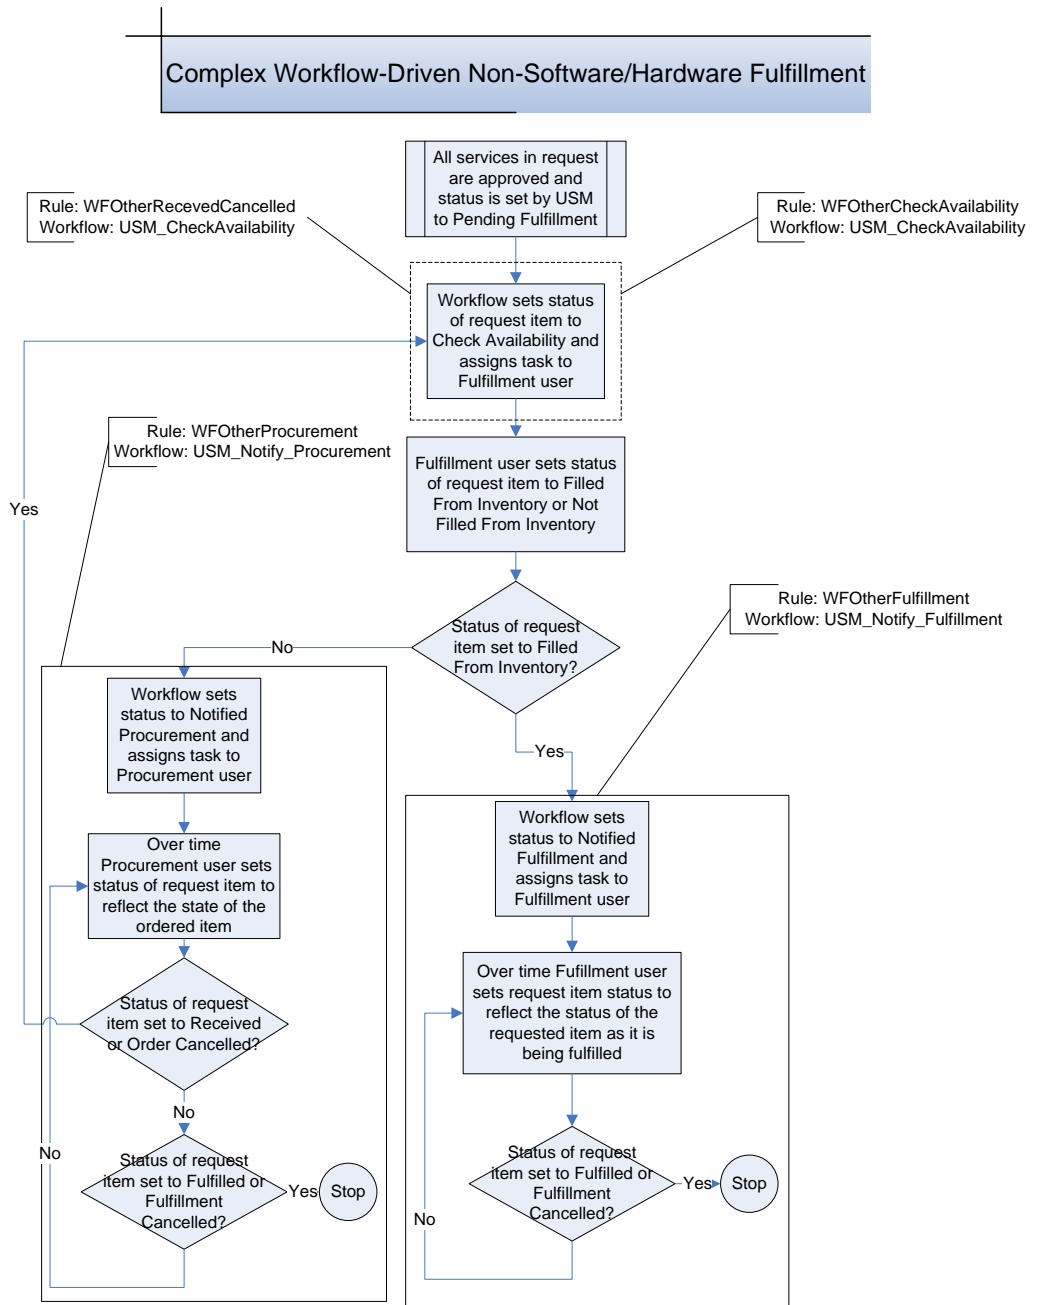 Complex Workflow-Driven Non-Software/Hardware Fulfillment
All services in request
are approved and
status is set by USM
to Pending Fulfillment
Rule: WFOtherRecevedCancelled
Workflow: USM_CheckAvailability
Rule: WFOtherCheckAvailability
Workflow: USM_CheckAvailability
Workflow sets status
of request item to
Check Availability and
assigns task to
Fulfillment user
Rule: WFOtherProcurement
Workflow: USM_Notify_Procurement
Fulfillment user sets status
of request item to Filled
From Inventory or Not
Filled From Inventory
Yes
Rule: WFOtherFulfillment
Workflow: USM_Notify_Fulfillment
Status of request
item set to Filled
From Inventory?
No
Yes
Workflow sets
status to Notified
Procurement and
assigns task to
Procurement user
Over time
Procurement user sets
status of request item to
reflect the state of the
ordered item
Status of request
item set to Received
or Order Cancelled?
No
No
Status of request
item set to Fulfilled or
Fulfillment
Cancelled?
Yes
Stop
Workflow sets
status to Notified
Fulfillment and
assigns task to
Fulfillment user
Over time Fufillment user
sets request item status to
reflect the status of the
requested item as it is
being fulfilled
Status of request
item set to Fulfilled or
Fulfillment
Cancelled?
Yes
Stop
No